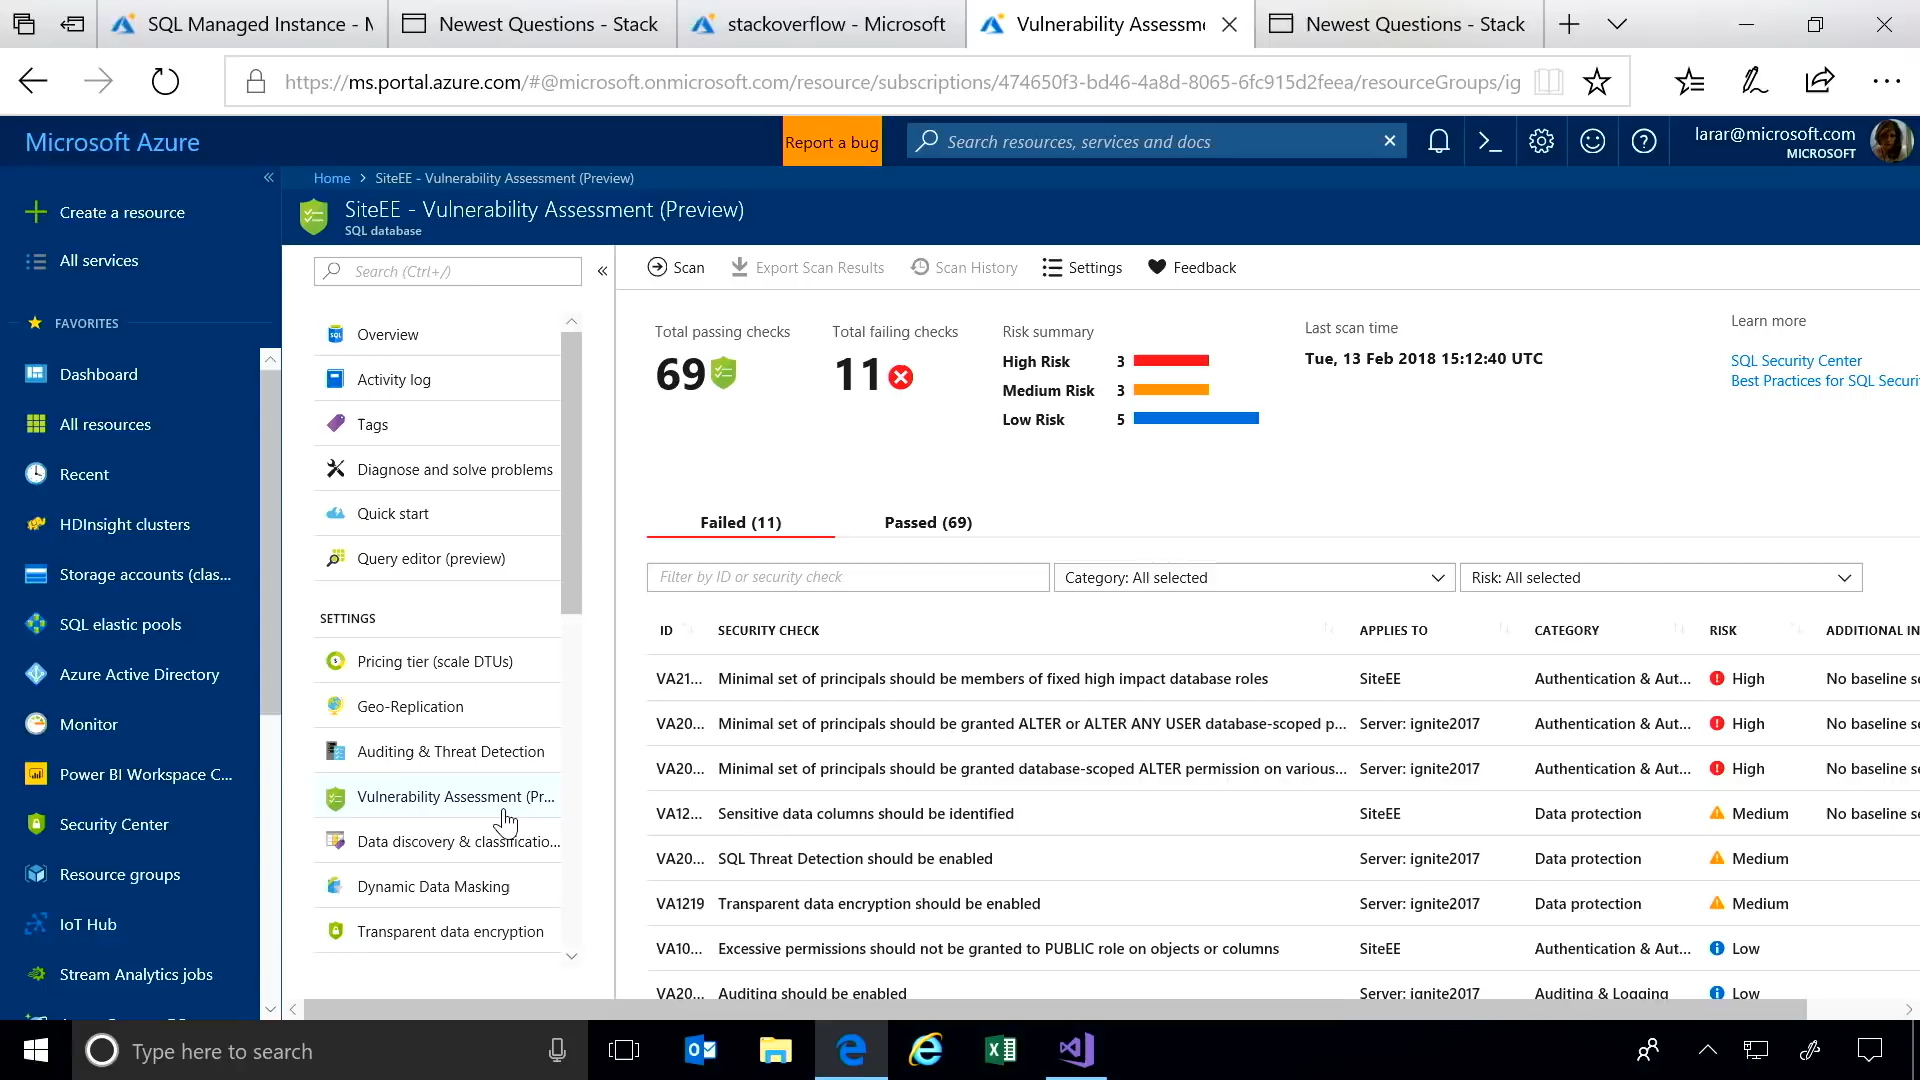 SQL Managed Instance - M
Newest Questions - Stack
stackoverflow - Microsoft
Vulnerability Assessm
Newest Questions - Stack
https://ms.portal.azure.com/#@microsoft.onmicrosoft.com/resource/subscriptions/474650f3-bd46-4a8d-8065-6fc915d2feea/resourceGroups/ig
Microsoft Azure
Report a bug
Search resources, services and docs
larar@microsoft.com
MICROSOFT
Create a resource
All services
FAVORITES
Dashboard
All resources
Recent
HDInsight clusters
Storage accounts (clas...
SQL elastic pools
Azure Active Directory
Monitor
Power BI Workspace C...
Security Center
Resource groups
IoT Hub
Stream Analytics jobs
Home > SiteEE - Vulnerability Assessment (Preview)
SiteEE - Vulnerability Assessment (Preview)
SQL database
Search (Ctrl+/)
Overview
Activity log
Tags
Diagnose and solve problems
Quick start
Query editor (preview)
SETTINGS
Pricing tier (scale DTUs)
Geo-Replication
Auditing & Threat Detection
Vulnerability Assessment (Pr...
Data discovery & classificatio...
Dynamic Data Masking
Transparent data encryption
Scan
Export Scan Results
Scan History
Settings
Feedback
Total passing checks
69
Total failing checks
11
Risk summary
High Risk 3
Medium Risk 3
Low Risk 5
Last scan time
Tue, 13 Feb 2018 15:12:40 UTC
Learn more
SQL Security Center
Best Practices for SQL Securi
Failed (11)
Passed (69)
Filter by ID or security check
Category: All selected
Risk: All selected
ID SECURITY CHECK APPLIES TO CATEGORY RISK ADDITIONAL IN
VA21... Minimal set of principals should be members of fixed high impact database roles SiteEE Authentication & Aut... High No baseline se
VA20... Minimal set of principals should be granted ALTER or ALTER ANY USER database-scoped p... Server: ignite2017 Authentication & Aut... High No baseline se
VA20... Minimal set of principals should be granted database-scoped ALTER permission on various... Server: ignite2017 Authentication & Aut... High No baseline se
VA12... Sensitive data columns should be identified SiteEE Data protection Medium No baseline se
VA20... SQL Threat Detection should be enabled Server: ignite2017 Data protection Medium
VA1219 Transparent data encryption should be enabled Server: ignite2017 Data protection Medium
VA10... Excessive permissions should not be granted to PUBLIC role on objects or columns SiteEE Authentication & Aut... Low
VA20... Auditing should be enabled Server: ignite2017 Auditing & Logging Low
Type here to search